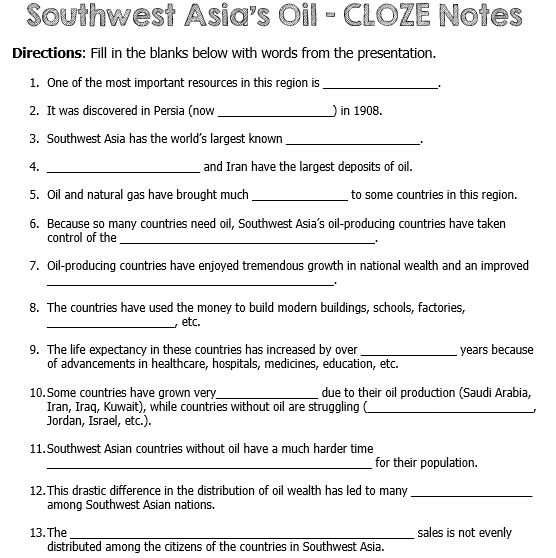 Southwest Asia's Oil - CLOZE Notes
Directions: Fill in the blanks below with words from the presentation.
1. One of the most important resources in this region is __________________.
2. It was discovered in Persia (now __________________) in 1908.
3. Southwest Asia has the world's largest known _____________________.
4. ________________________ and Iran have the largest deposits of oil.
5. Oil and natural gas have brought much _______________ to some countries in this region.
6. Because so many countries need oil, Southwest Asia's oil-producing countries have taken
control of the ________________________________________.
7. Oil-producing countries have enjoyed tremendous growth in national wealth and an improved
_____________________________________________.
8. The countries have used the money to build modern buildings, schools, factories,
____________________, etc.
9. The life expectancy in these countries has increased by over _______________ years because
of advancements in healthcare, hospitals, medicines, education, etc.
10. Some countries have grown very________________ due to their oil production (Saudi Arabia,
Iran, Iraq, Kuwait), while countries without oil are struggling (__________________________,
Jordan, Israel, etc.).
11. Southwest Asian countries without oil have a much harder time
___________________________________________________ for their population.
12. This drastic difference in the distribution of oil wealth has led to many ___________________
among Southwest Asian nations.
13. The ______________________________________________________ sales is not evenly
distributed among the citizens of the countries in Southwest Asia.